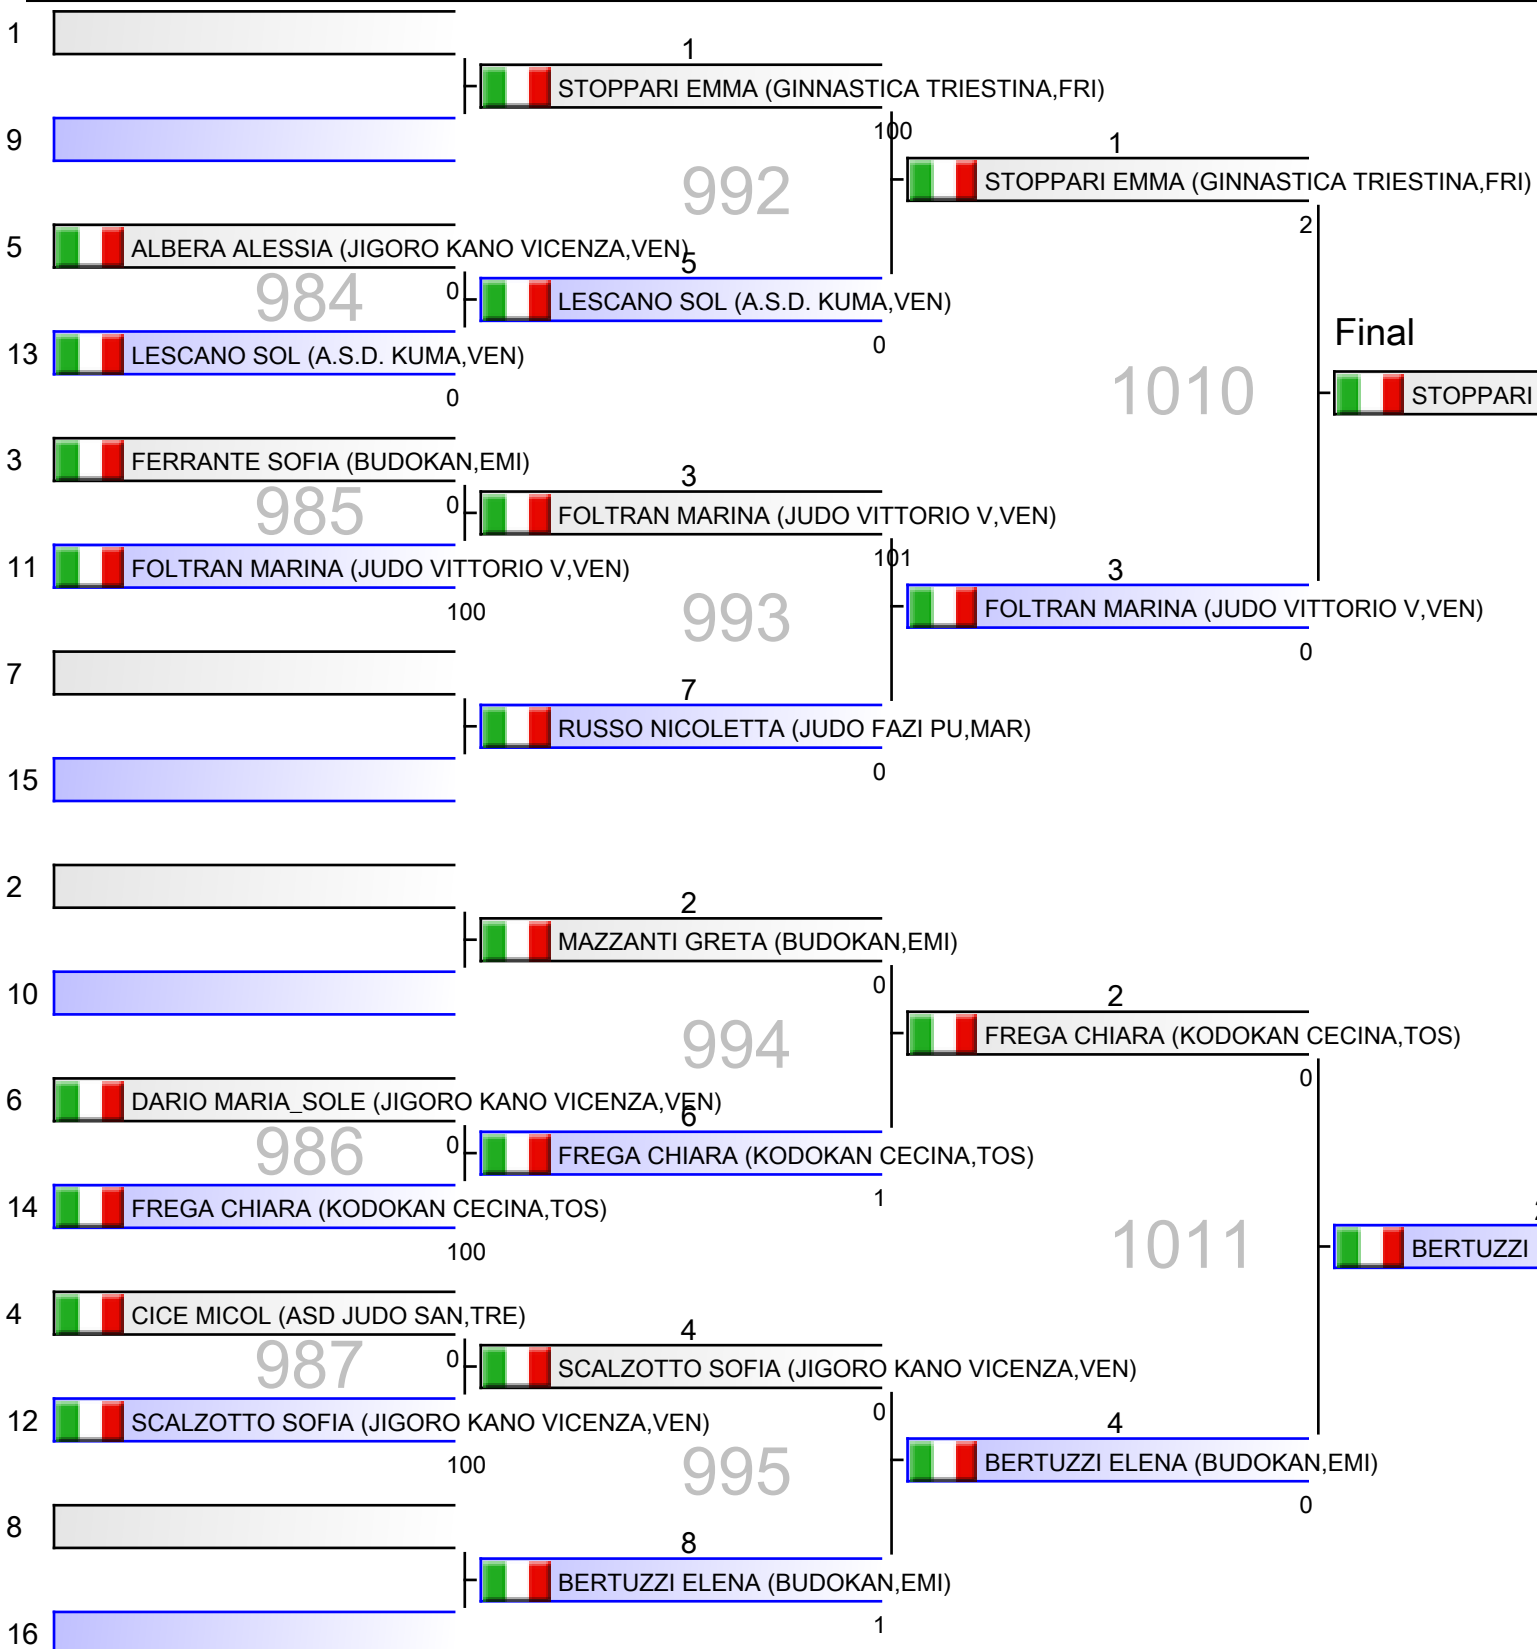 1
1
STOPPARI EMMA (GINNASTICA TRIESTINA,FRI)
9
100
1
992
STOPPARI EMMA (GINNASTICA TRIESTINA,FRI)
2
5
ALBERA ALESSIA (JIGORO KANO VICENZA,VEN)
5
984
0
LESCANO SOL (A.S.D. KUMA,VEN)
0
13
LESCANO SOL (A.S.D. KUMA,VEN)
0
Final
1010
STOPPARI
3
FERRANTE SOFIA (BUDOKAN,EMI)
3
985
0
FOLTRAN MARINA (JUDO VITTORIO V,VEN)
101
11
FOLTRAN MARINA (JUDO VITTORIO V,VEN)
100
993
3
FOLTRAN MARINA (JUDO VITTORIO V,VEN)
0
7
7
RUSSO NICOLETTA (JUDO FAZI PU,MAR)
0
15
2
2
MAZZANTI GRETA (BUDOKAN,EMI)
0
10
994
2
FREGA CHIARA (KODOKAN CECINA,TOS)
0
6
DARIO MARIA_SOLE (JIGORO KANO VICENZA,VEN)
6
986
0
FREGA CHIARA (KODOKAN CECINA,TOS)
1
14
FREGA CHIARA (KODOKAN CECINA,TOS)
100
1011
BERTUZZI
4
CICE MICOL (ASD JUDO SAN,TRE)
4
987
0
SCALZOTTO SOFIA (JIGORO KANO VICENZA,VEN)
0
12
SCALZOTTO SOFIA (JIGORO KANO VICENZA,VEN)
100
995
4
BERTUZZI ELENA (BUDOKAN,EMI)
0
8
8
BERTUZZI ELENA (BUDOKAN,EMI)
1
16